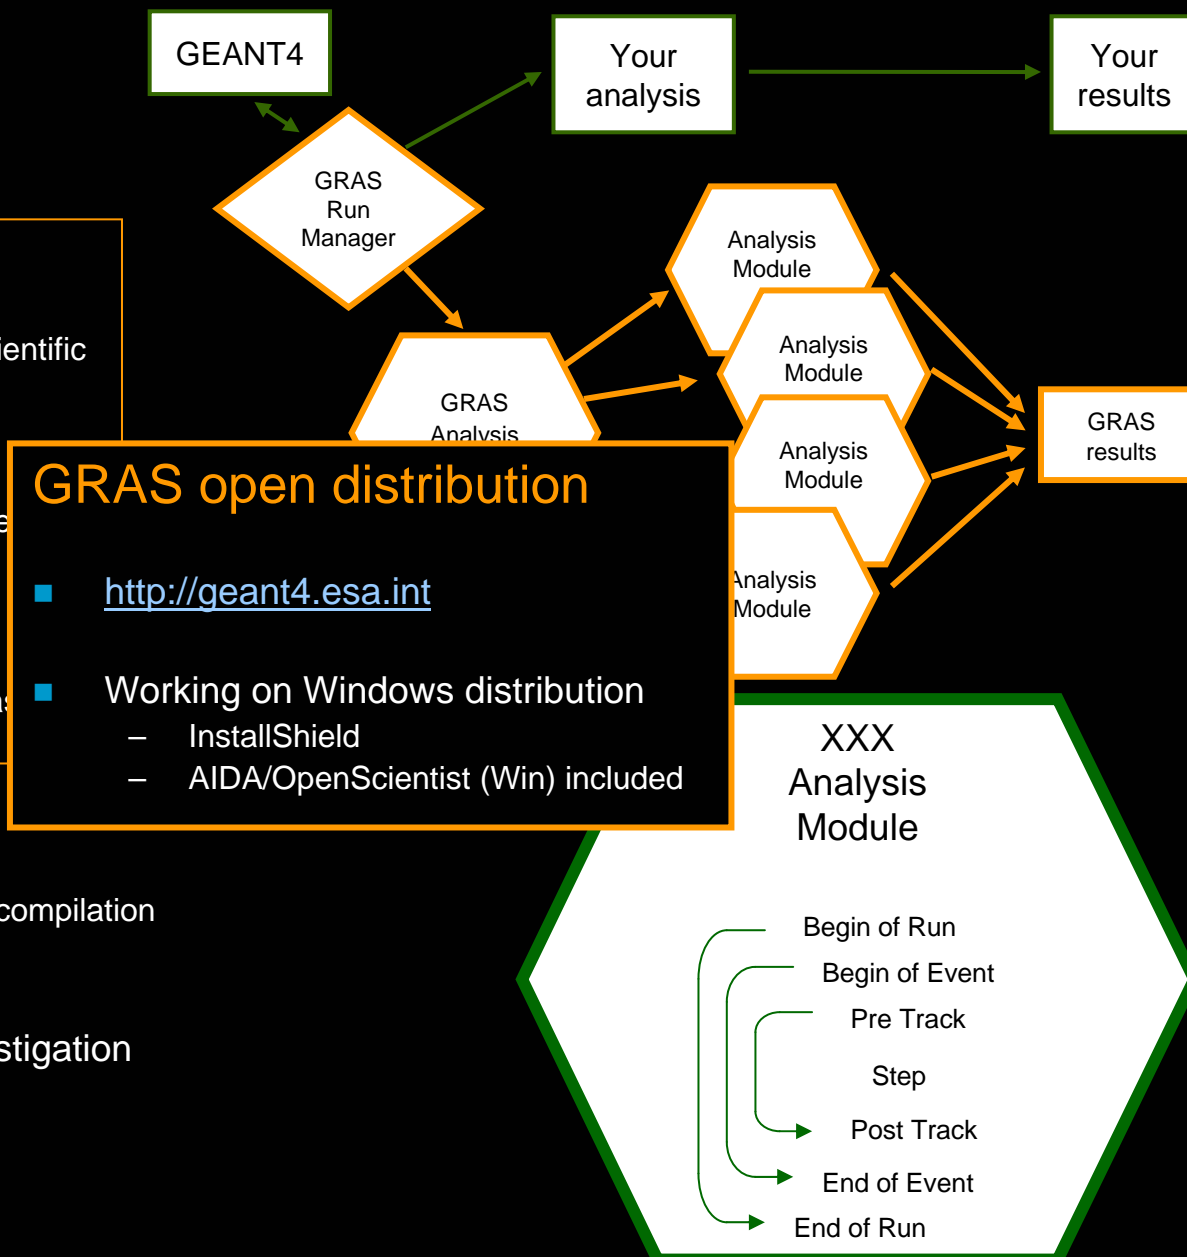 GEANT4
Your
analysis
Your
results
GRAS
Run
Manager
Analysis
Module
Analysis
Module
Analysis
Module
Analysis
Module
GRAS
Analysis
GRAS
results
GRAS open distribution
http://geant4.esa.int
Working on Windows distribution
– InstallShield
– AIDA/OpenScientist (Win) included
compilation
XXX
Analysis
Module
Begin of Run
Begin of Event
Pre Track
Step
Post Track
End of Event
End of Run